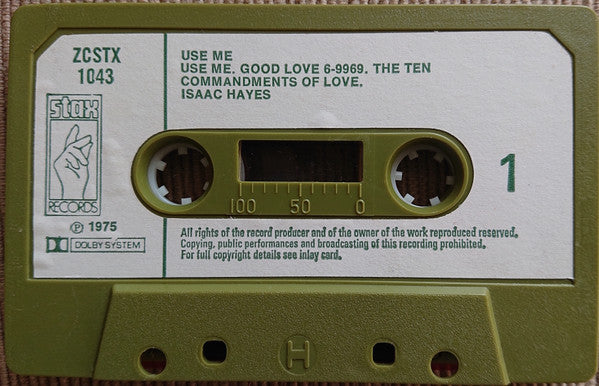 ZCSTX
1043
stax
RECORDS
℗ 1975
DOLBY SYSTEM
USE ME
USE ME. GOOD LOVE 6-9969. THE TEN
COMMANDMENTS OF LOVE.
ISAAC HAYES
1
100 50 0
All rights of the record producer and of the owner of the work reproduced reserved.
Copying, public performances and broadcasting of this recording prohibited.
For full copyright details see inlay card.
H